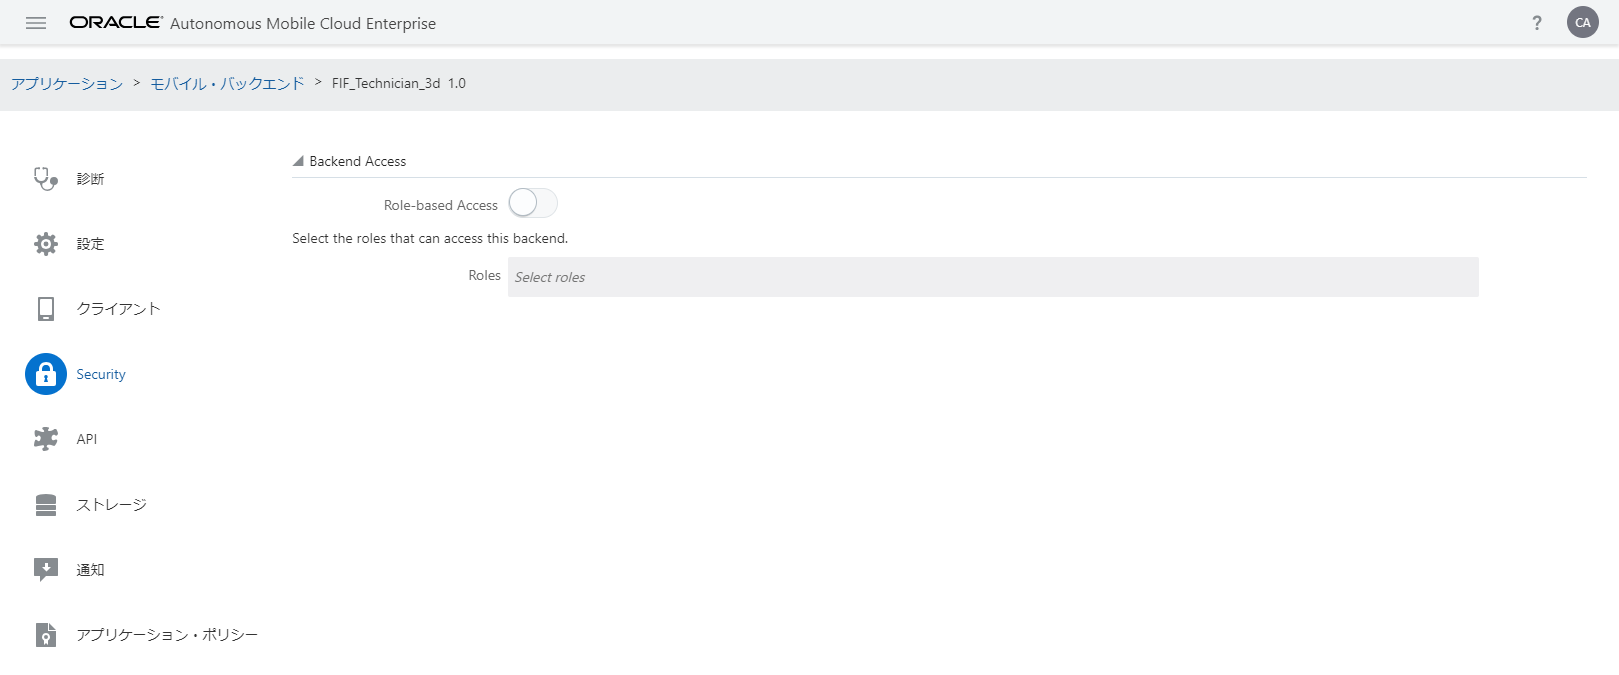 ORACLE® Autonomous Mobile Cloud Enterprise ? CA
アプリケーション > モバイル・バックエンド > FIF_Technician_3d 1.0
Backend Access
診断
Role-based Access
Select the roles that can access this backend.
設定
Roles Select roles
クライアント
Security
API
ストレージ
通知
アプリケーション・ポリシー